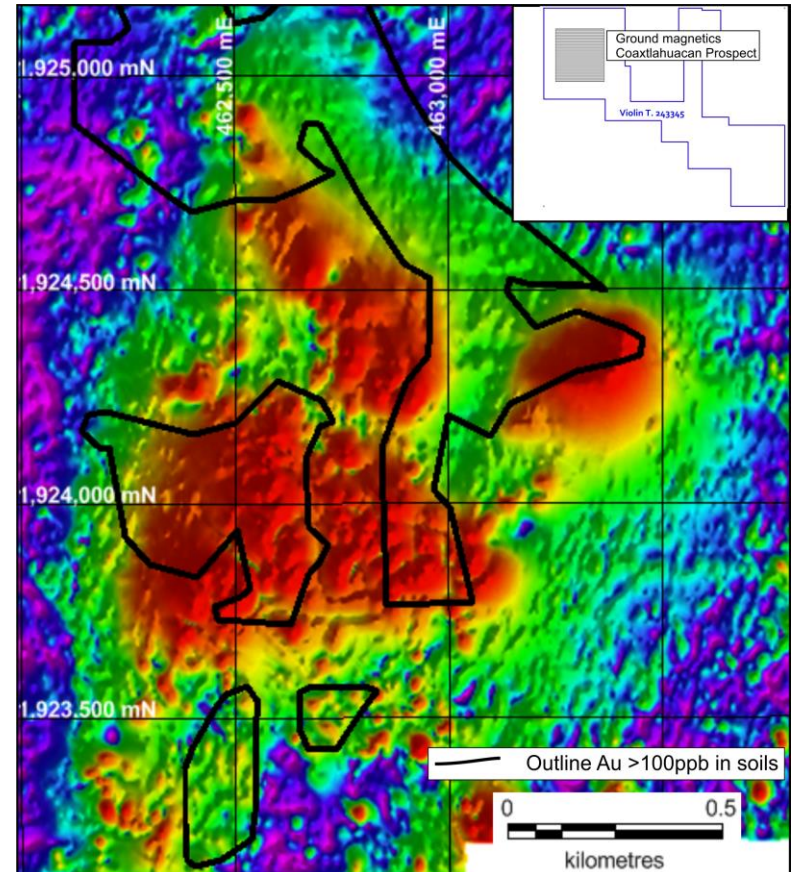 Ground magnetics
Coaxtlahuacan Prospect
Violin T. 243345
1,925,000 mN
462,500 mE
463,000 mE
1,924,500 mN
1,924,000 mN
1,923,500 mN
Outline Au >100ppb in soils
0 0.5
kilometres